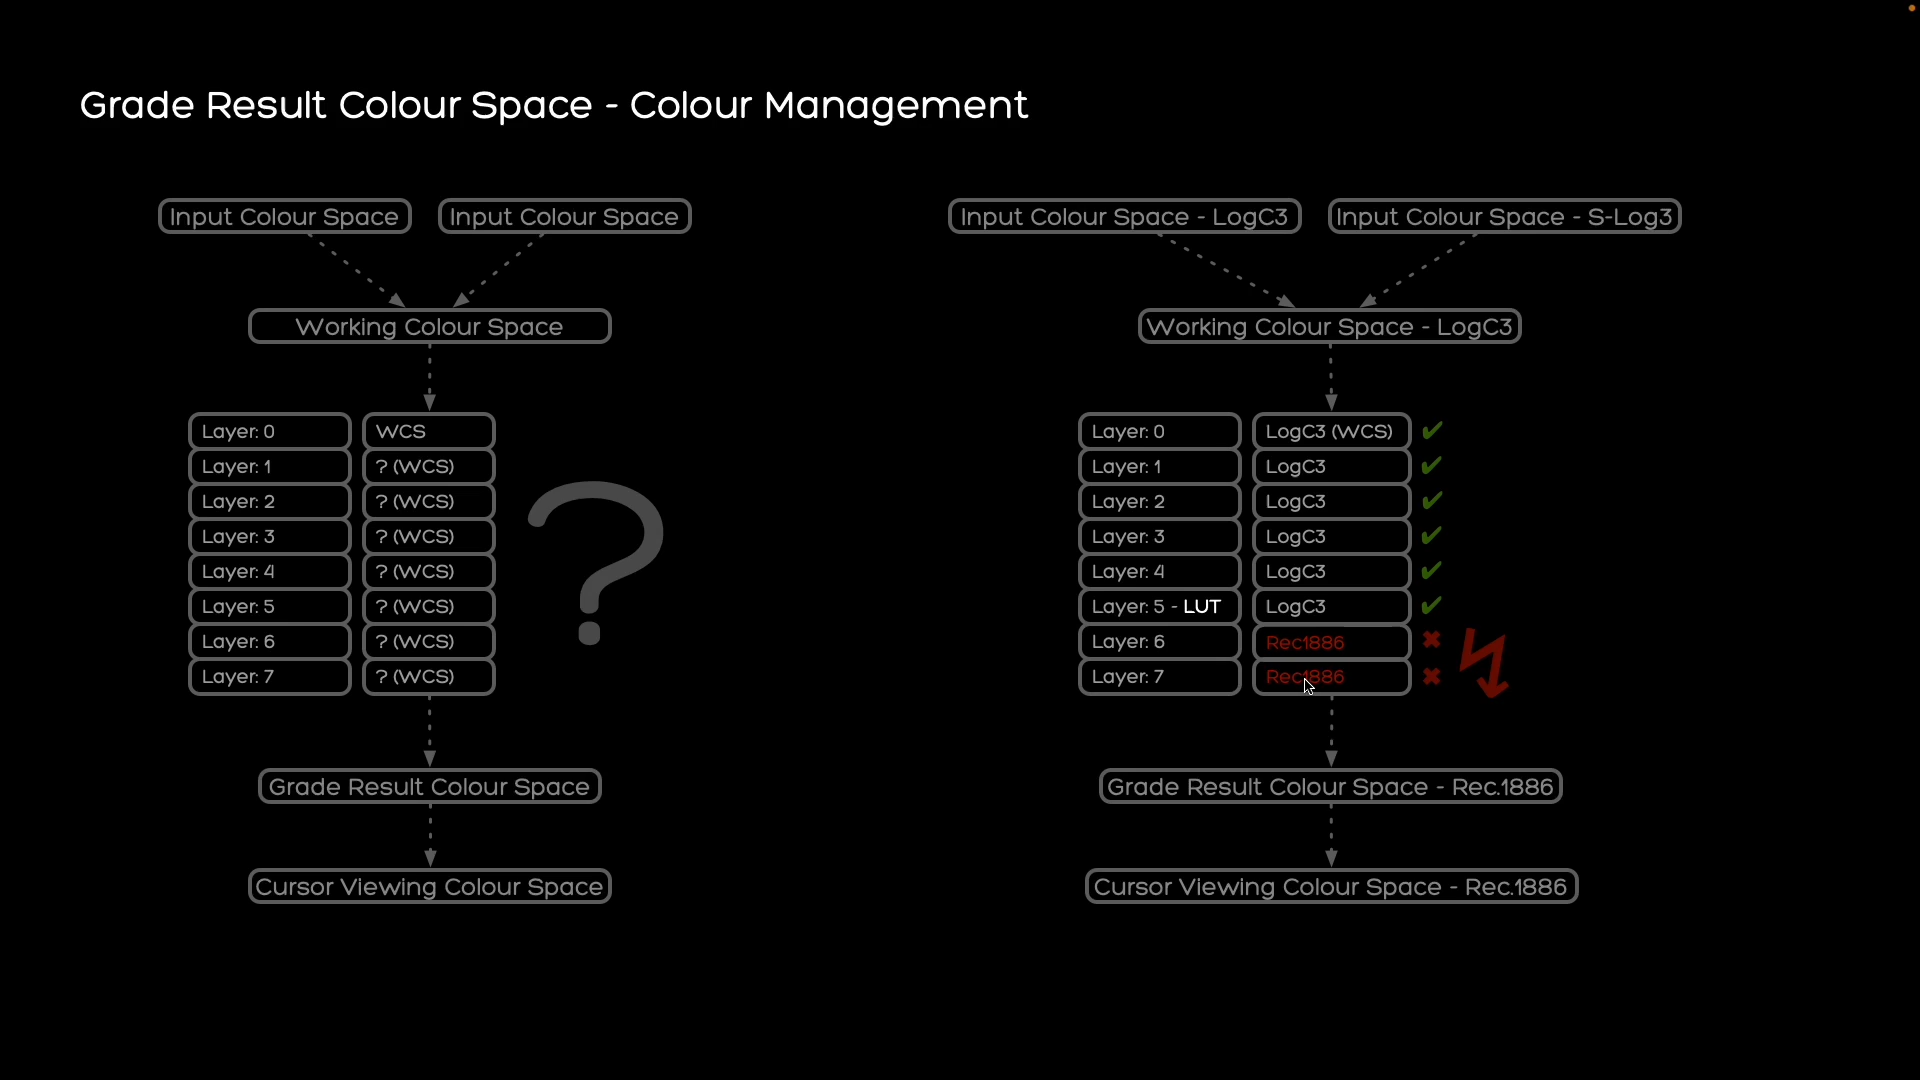 Grade Result Colour Space - Colour Management
Input Colour Space
Input Colour Space
Working Colour Space
Layer: 0
WCS
Layer: 1
? (WCS)
Layer: 2
? (WCS)
Layer: 3
? (WCS)
Layer: 4
? (WCS)
Layer: 5
? (WCS)
Layer: 6
? (WCS)
Layer: 7
? (WCS)
?
Grade Result Colour Space
Cursor Viewing Colour Space
Input Colour Space - LogC3
Input Colour Space - S-Log3
Working Colour Space - LogC3
Layer: 0
LogC3 (WCS)
Layer: 1
LogC3
Layer: 2
LogC3
Layer: 3
LogC3
Layer: 4
LogC3
Layer: 5 - LUT
LogC3
Layer: 6
Rec1886
Layer: 7
Rec1886
Grade Result Colour Space - Rec.1886
Cursor Viewing Colour Space - Rec.1886